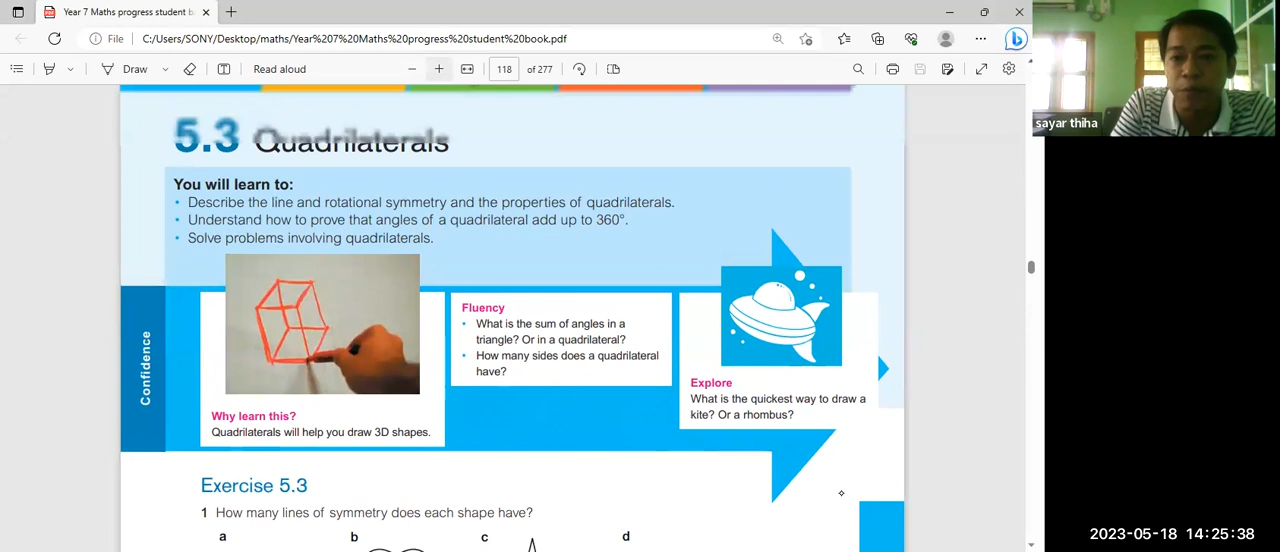 Year 7 Maths progress student b
File
C:/Users/SONY/Desktop/maths/Year%207%20Maths%20progress%20student%20book.pdf
Draw
Read aloud
118
of 277
5.3 Quadrilaterals
You will learn to:
• Describe the line and rotational symmetry and the properties of quadrilaterals.
• Understand how to prove that angles of a quadrilateral add up to 360°.
• Solve problems involving quadrilaterals.
Confidence
Why learn this?
Quadrilaterals will help you draw 3D shapes.
Fluency
• What is the sum of angles in a
triangle? Or in a quadrilateral?
• How many sides does a quadrilateral
have?
Explore
What is the quickest way to draw a
kite? Or a rhombus?
Exercise 5.3
1 How many lines of symmetry does each shape have?
a b c d
sayar thiha
2023-05-18 14:25:38